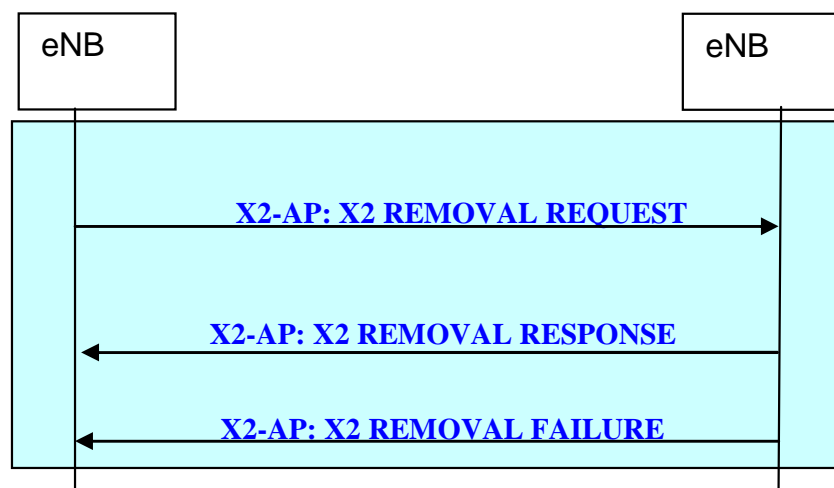 eNB
eNB
X2-AP: X2 REMOVAL REQUEST
X2-AP: X2 REMOVAL RESPONSE
X2-AP: X2 REMOVAL FAILURE